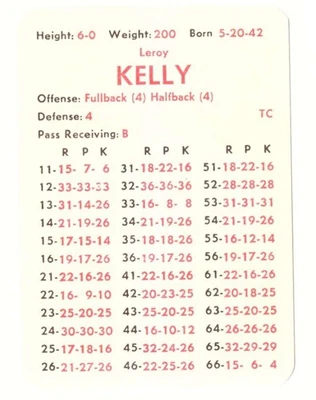 Height: 6-0 Weight: 200 Born 5-20-42
Leroy
KELLY
Offense: Fullback (4) Halfback (4)
Defense: 4 TC
Pass Receiving: B
R P K R P K R P K
11-15- 7- 6 31-18-22-16 51-18-22-16
12-33-33-33 32-36-36-36 52-28-28-28
13-31-14-26 33-16- 8- 8 53-31-31-31
14-21-19-26 34-21-19-26 54-21-19-26
15-17-15-14 35-18-18-26 55-16-12-14
16-19-17-26 36-19-17-26 56-19-17-26
21-22-16-26 41-22-16-26 61-22-16-26
22-16- 9-10 42-20-23-25 62-20-18-25
23-25-20-25 43-25-20-25 63-25-20-25
24-30-30-30 44-16-10-12 64-26-26-26
25-17-18-16 45-32-24-26 65-32-29-29
26-21-27-26 46-22-25-26 66-15- 6- 4